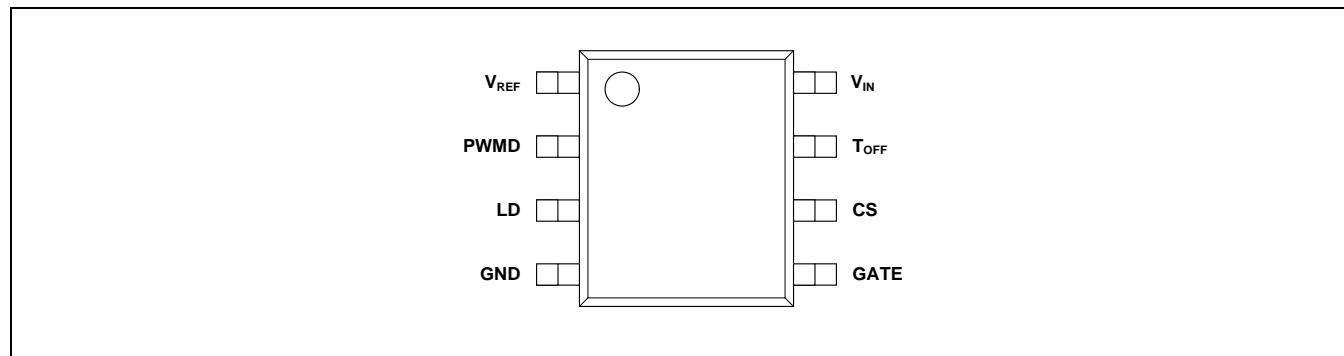 VREF
VIN
PWMD
TOFF
LD
CS
GND
GATE